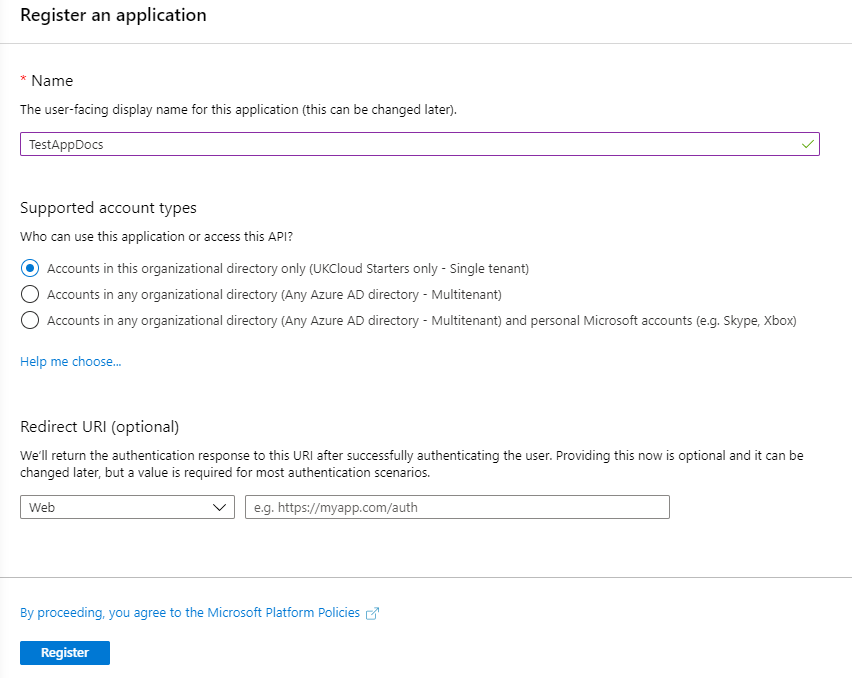 Register an application
* Name
The user-facing display name for this application (this can be changed later).
TestAppDocs
Supported account types
Who can use this application or access this API?
Accounts in this organizational directory only (UKCloud Starters only - Single tenant)
Accounts in any organizational directory (Any Azure AD directory - Multitenant)
Accounts in any organizational directory (Any Azure AD directory - Multitenant) and personal Microsoft accounts (e.g. Skype, Xbox)
Help me choose...
Redirect URI (optional)
We'll return the authentication response to this URI after successfully authenticating the user. Providing this now is optional and it can be
changed later, but a value is required for most authentication scenarios.
Web
e.g. https://myapp.com/auth
By proceeding, you agree to the Microsoft Platform Policies
Register